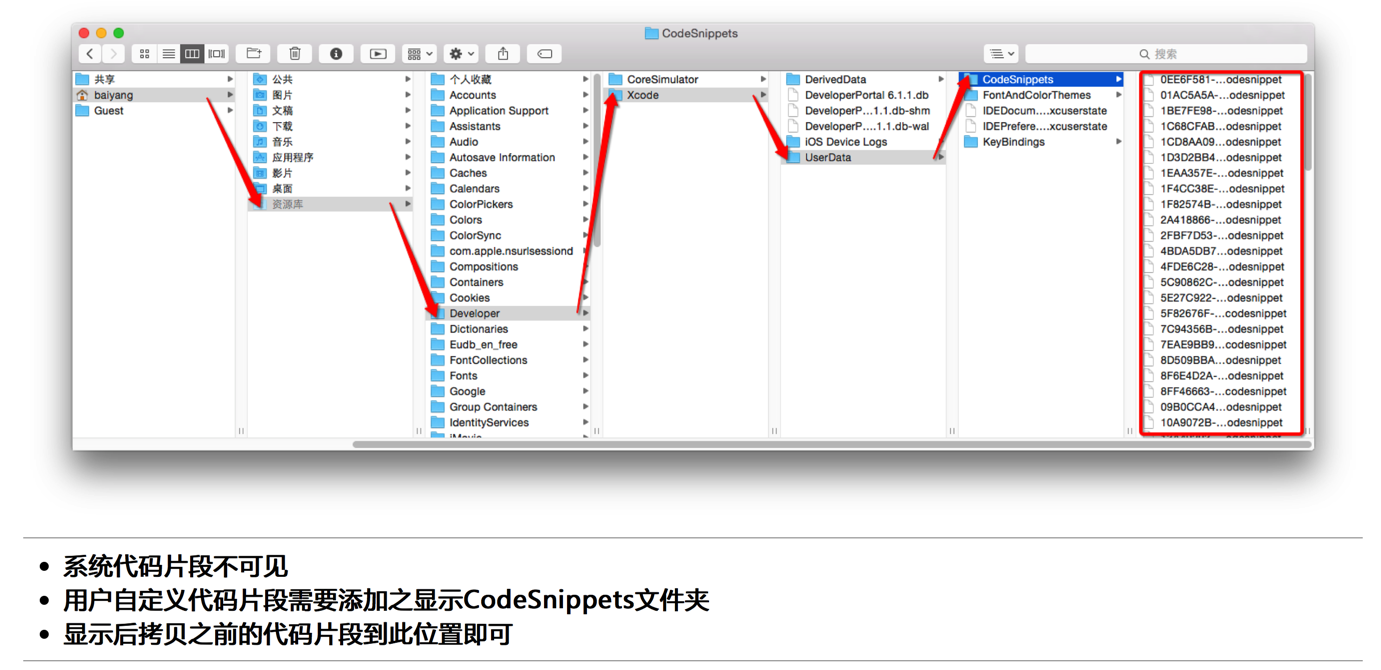 CodeSnippets
搜索
共享
baiyang
Guest
公共
图片
文稿
下载
音乐
应用程序
影片
桌面
资源库
个人收藏
Accounts
Application Support
Assistants
Audio
Autosave Information
Caches
Calendars
ColorPickers
Colors
ColorSync
com.apple.nsurlsessiond
Compositions
Containers
Cookies
Developer
Dictionaries
Eudb_en_free
FontCollections
Fonts
Google
Group Containers
IdentityServices
iMovie
CoreSimulator
Xcode
DerivedData
DeveloperPortal 6.1.1.db
DeveloperP...1.1.db-shm
DeveloperP....1.1.db-wal
iOS Device Logs
UserData
CodeSnippets
FontAndColorThemes
IDEDocum....xcuserstate
IDEPrefere....xcuserstate
KeyBindings
0EE6F581-...odesnippet
01AC5A5A-...odesnippet
1BE7FE98-...odesnippet
1C68CFAB...odesnippet
1CD8AA09...odesnippet
1D3D2BB4...odesnippet
1EAA357E-...odesnippet
1F4CC38E-...odesnippet
1F82574B-...odesnippet
2A418866-...odesnippet
2FBF7D53-...odesnippet
4BDA5DB7...odesnippet
4FDE6C28-...odesnippet
5C90862C-...odesnippet
5E27C922-...odesnippet
5F82676F-...codesnippet
7C94356B-...odesnippet
7EAE9BB9...codesnippet
8D509BBA...odesnippet
8F6E4D2A-...odesnippet
8FF46663-...codesnippet
09B0CCA4...odesnippet
10A9072B-...odesnippet
• 系统代码片段不可见
• 用户自定义代码片段需要添加之显示CodeSnippets文件夹
• 显示后拷贝之前的代码片段到此位置即可